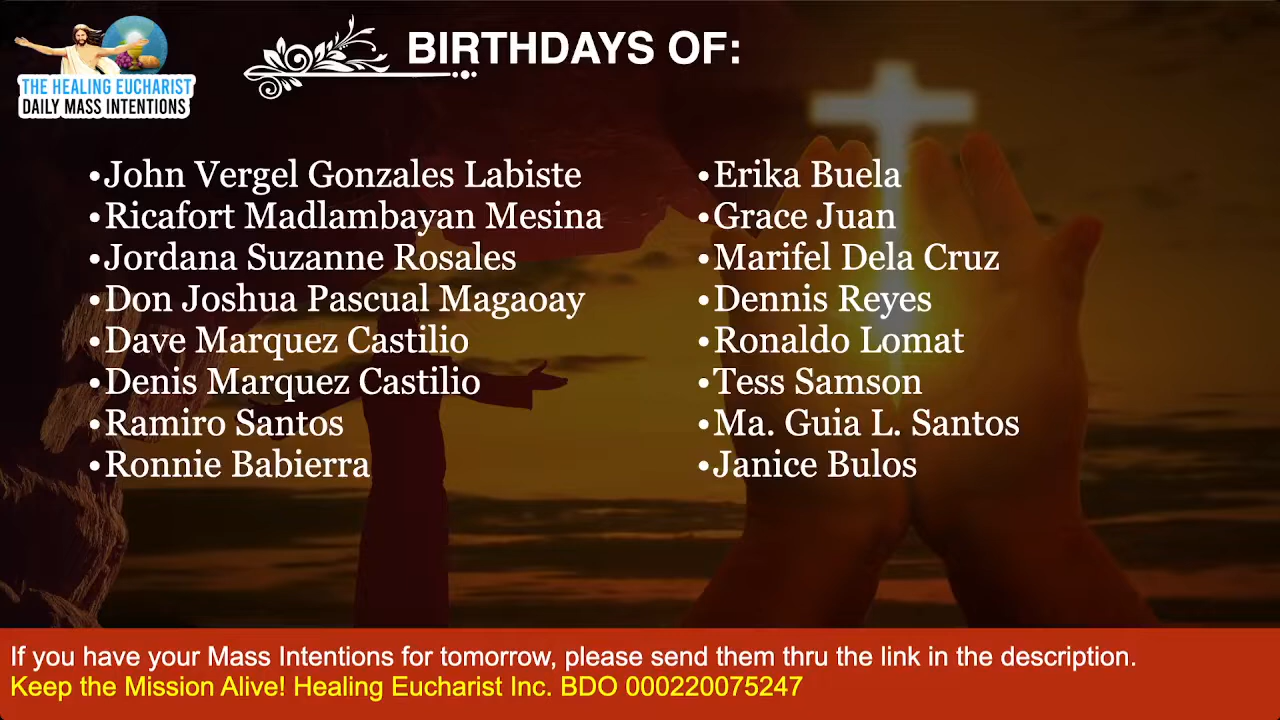 THE HEALING EUCHARIST
DAILY MASS INTENTIONS
BIRTHDAYS OF:
•John Vergel Gonzales Labiste
•Ricafort Madlambayan Mesina
•Jordana Suzanne Rosales
•Don Joshua Pascual Magaoay
•Dave Marquez Castilio
•Denis Marquez Castilio
•Ramiro Santos
•Ronnie Babierra
•Erika Buela
•Grace Juan
•Marifel Dela Cruz
•Dennis Reyes
•Ronaldo Lomat
•Tess Samson
•Ma. Guia L. Santos
•Janice Bulos
If you have your Mass Intentions for tomorrow, please send them thru the link in the description.
Keep the Mission Alive! Healing Eucharist Inc. BDO 000220075247